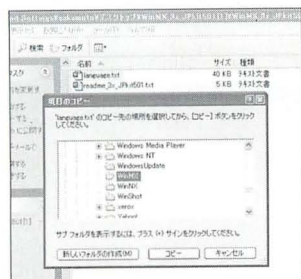 検索 フォルダ
名前 サイズ 種類
language.txt 40 KB テキスト文書
readme_2x_JPkit501.txt 5 KB テキスト文書
項目のコピー
'language.txt' のコピー先の場所を選択してから、[コピー] ボタンをクリック
してください。
Windows Media Player
Windows NT
WindowsUpdate
WinMX
WinNX
WinShot
xerox
Yahoo!
サブ フォルダを表示するには、プラス (+) サインをクリックしてください。
新しいフォルダの作成(M) コピー キャンセル